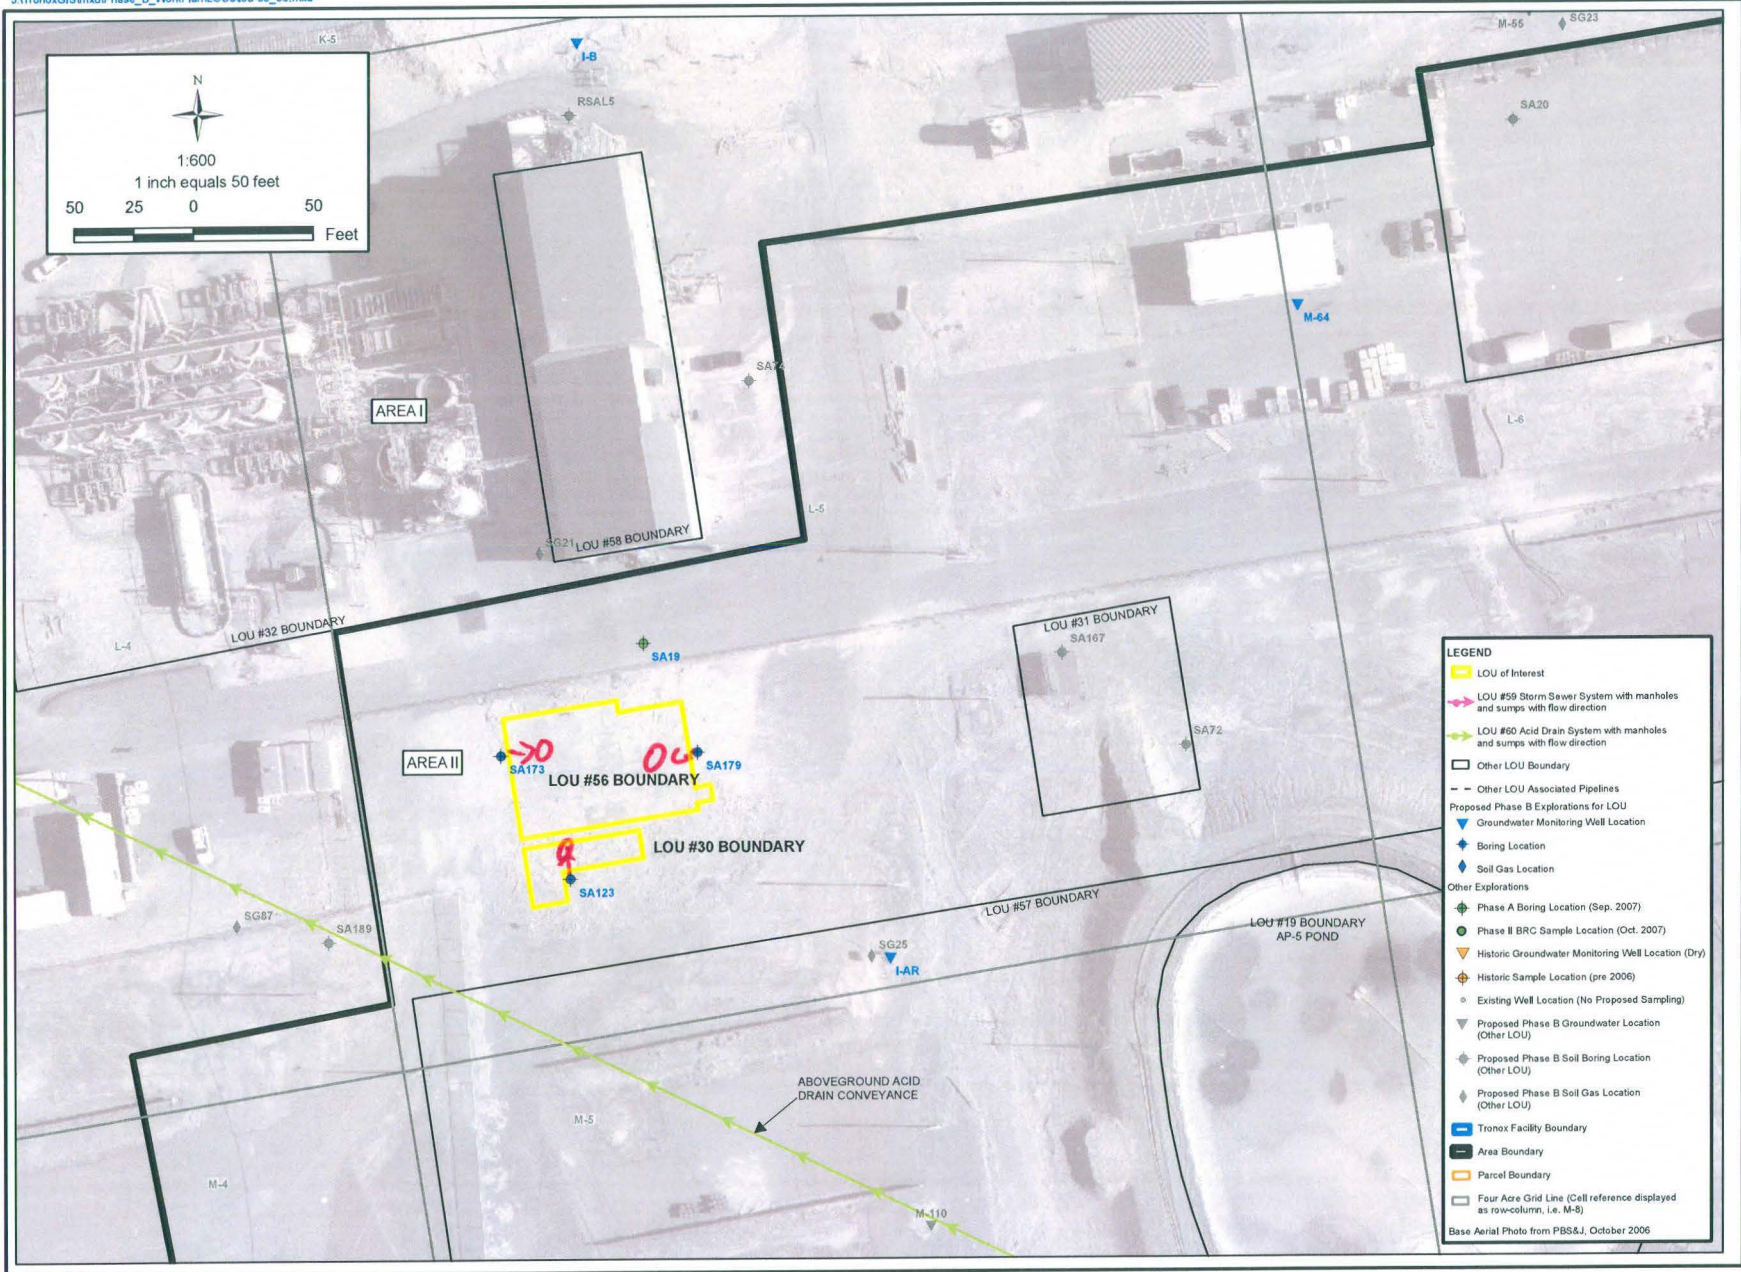 K-5
N
1:600
1 inch equals 50 feet
50 25 0 50
Feet
I-B
RSAL5
M-55
SG23
SA20
M-64
SA74
AREA I
L-6
L-5
SG21
LOU #58 BOUNDARY
LOU #32 BOUNDARY
L-4
SA19
LOU #31 BOUNDARY
SA167
SA72
AREA II
SA173
SA179
LOU #56 BOUNDARY
LOU #30 BOUNDARY
SA123
SG87
SA189
LOU #57 BOUNDARY
SG25
I-AR
LOU #19 BOUNDARY
AP-5 POND
ABOVEGROUND ACID
DRAIN CONVEYANCE
M-5
M-4
M-110
LEGEND
LOU of Interest
LOU #59 Storm Sewer System with manholes
and sumps with flow direction
LOU #60 Acid Drain System with manholes
and sumps with flow direction
Other LOU Boundary
Other LOU Associated Pipelines
Proposed Phase B Explorations for LOU
Groundwater Monitoring Well Location
Boring Location
Soil Gas Location
Other Explorations
Phase A Boring Location (Sep. 2007)
Phase II BRC Sample Location (Oct. 2007)
Historic Groundwater Monitoring Well Location (Dry)
Historic Sample Location (pre 2006)
Existing Well Location (No Proposed Sampling)
Proposed Phase B Groundwater Location
(Other LOU)
Proposed Phase B Soil Boring Location
(Other LOU)
Proposed Phase B Soil Gas Location
(Other LOU)
Tronox Facility Boundary
Area Boundary
Parcel Boundary
Four Acre Grid Line (Cell reference displayed
as row-column, i.e. M-8)
Base Aerial Photo from PBS&J, October 2006